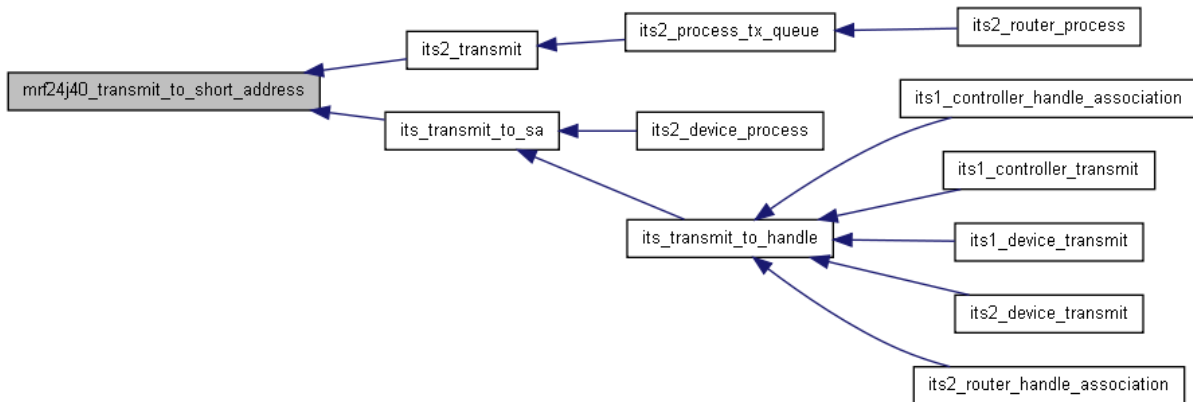 mrf24j40_transmit_to_short_address
its2_transmit
its2_process_tx_queue
its2_router_process
its_transmit_to_sa
its2_device_process
its_transmit_to_handle
its1_controller_handle_association
its1_controller_transmit
its1_device_transmit
its2_device_transmit
its2_router_handle_association